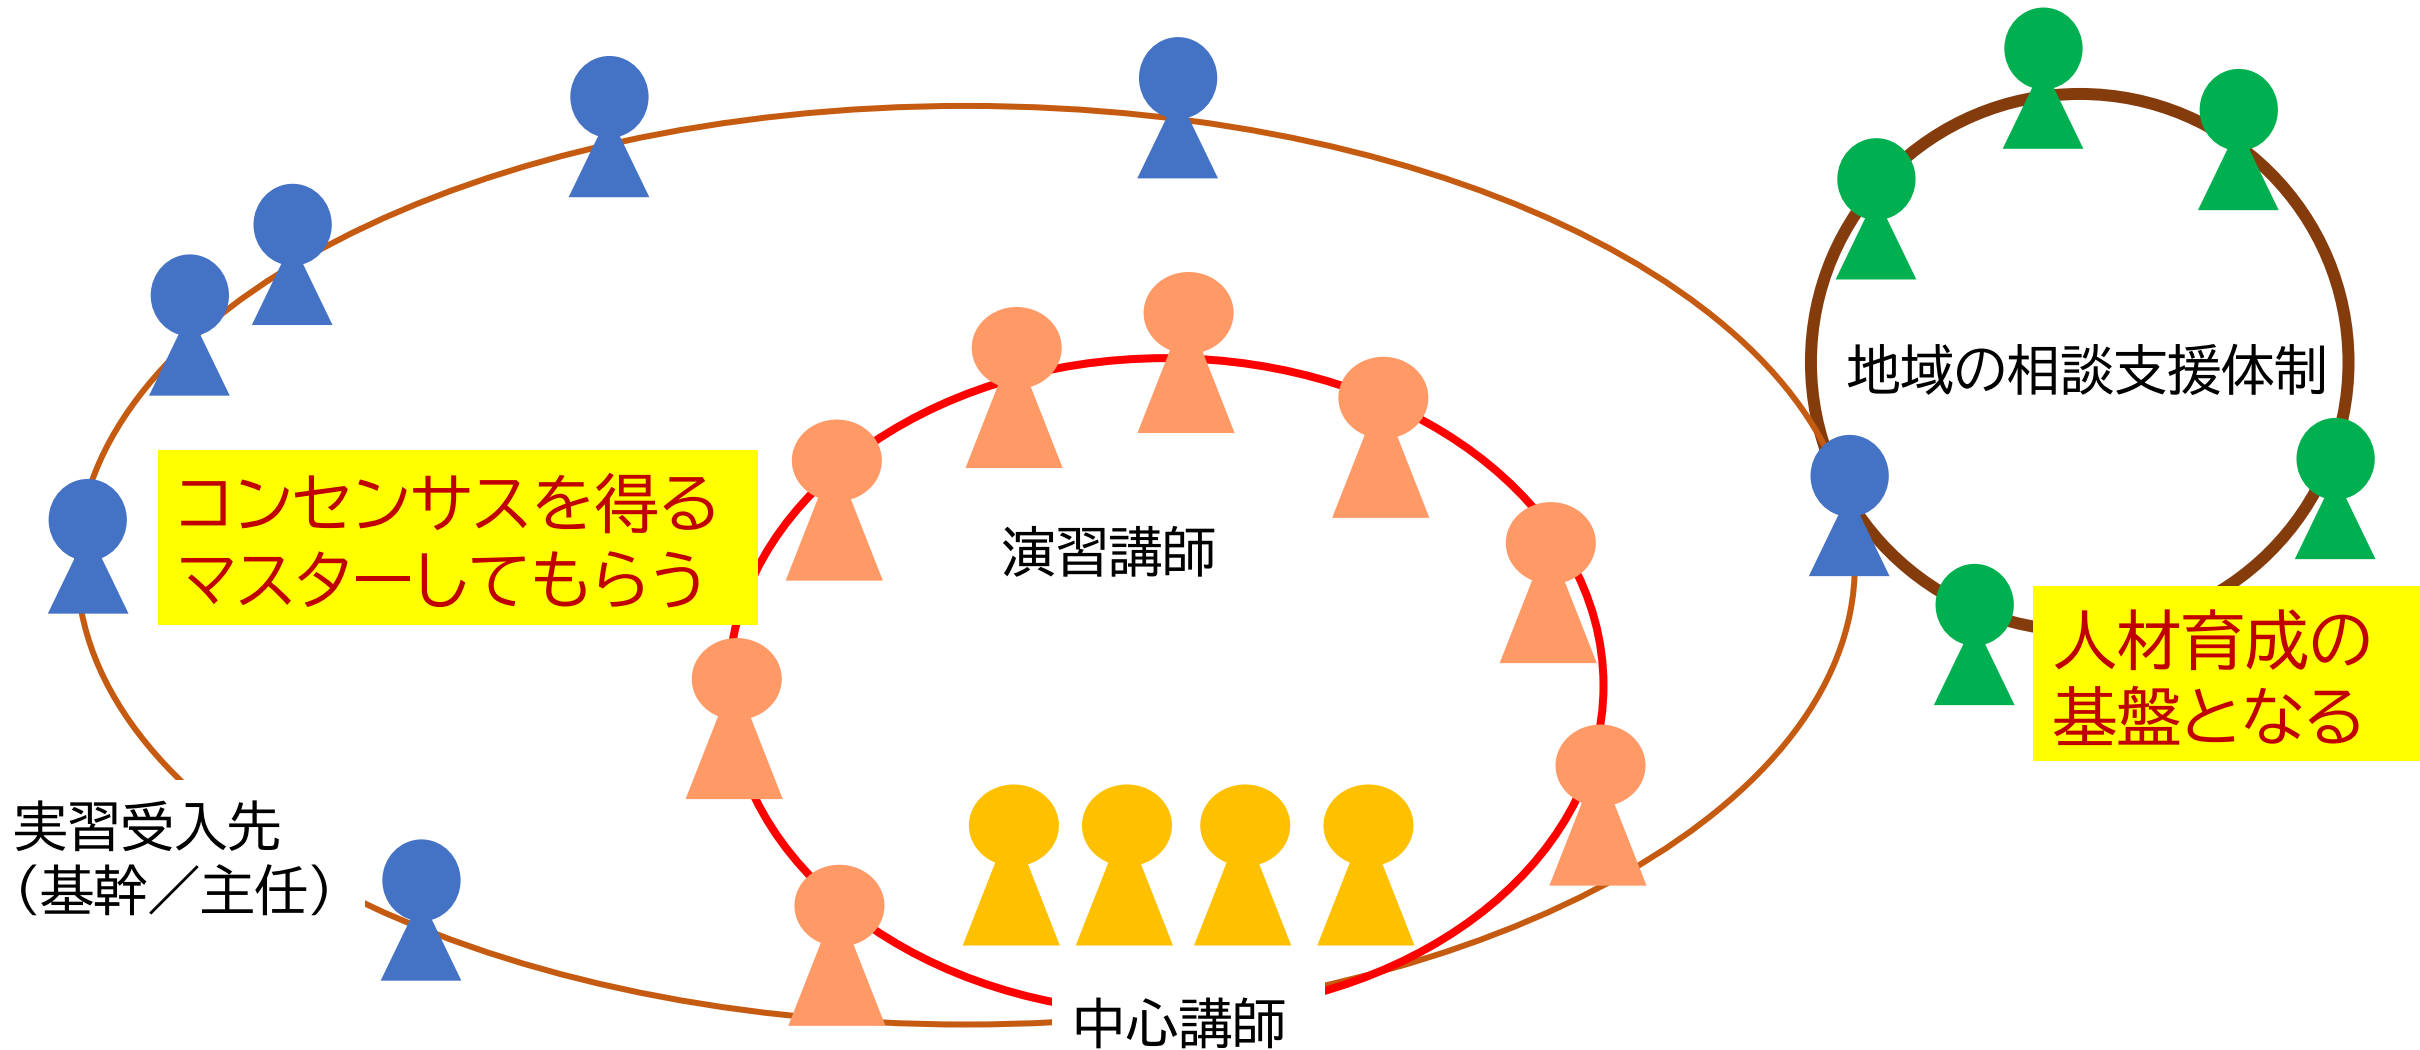 地域の相談支援体制
コンセンサスを得る
マスターしてもらう
演習講師
人材育成の
基盤となる
実習受入先
（基幹／主任）
中心講師